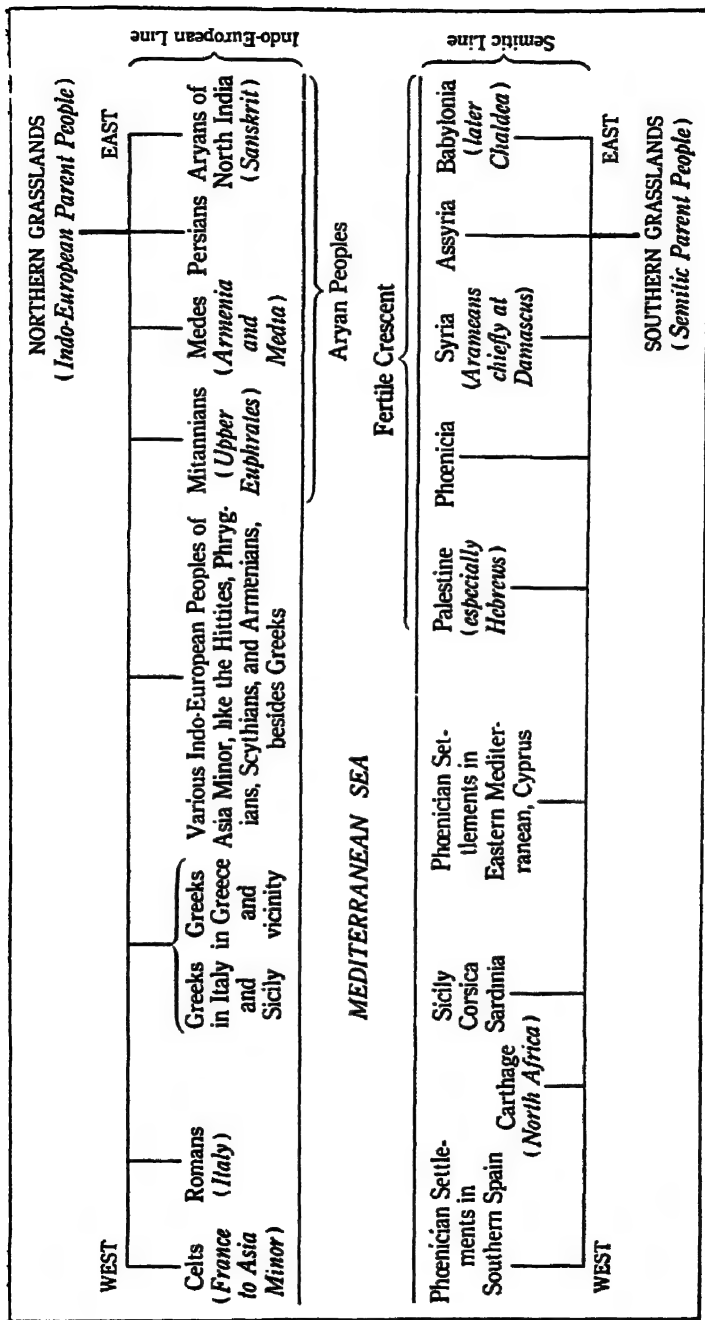 NORTHERN GRASSLANDS
(Indo-European Parent People)
WEST
EAST
Celts
(France
to Asia
Minor)
Romans
(Italy)
Greeks
in Italy
and
Sicily
Greeks
in Greece
and
vicinity
Various Indo-European Peoples of
Asia Minor, like the Hittites, Phryg-
ians, Scythians, and Armenians,
besides Greeks
Mitannians
(Upper
Euphrates)
Medes
(Armenia
and
Media)
Persians
Aryans of
North India
(Sanskrit)
Indo-European Line
Aryan Peoples
MEDITERRANEAN SEA
Fertile Crescent
Phœnician Settle-
ments in
Southern Spain
Carthage
(North Africa)
Sicily
Corsica
Sardinia
Phœnician Set-
tlements in
Eastern Mediter-
ranean, Cyprus
Palestine
(especially
Hebrews)
Phœnicia
Syria
(Arameans
chiefly at
Damascus)
Assyria
Babylonia
(later
Chaldea)
Semitic Line
WEST
EAST
SOUTHERN GRASSLANDS
(Semitic Parent People)